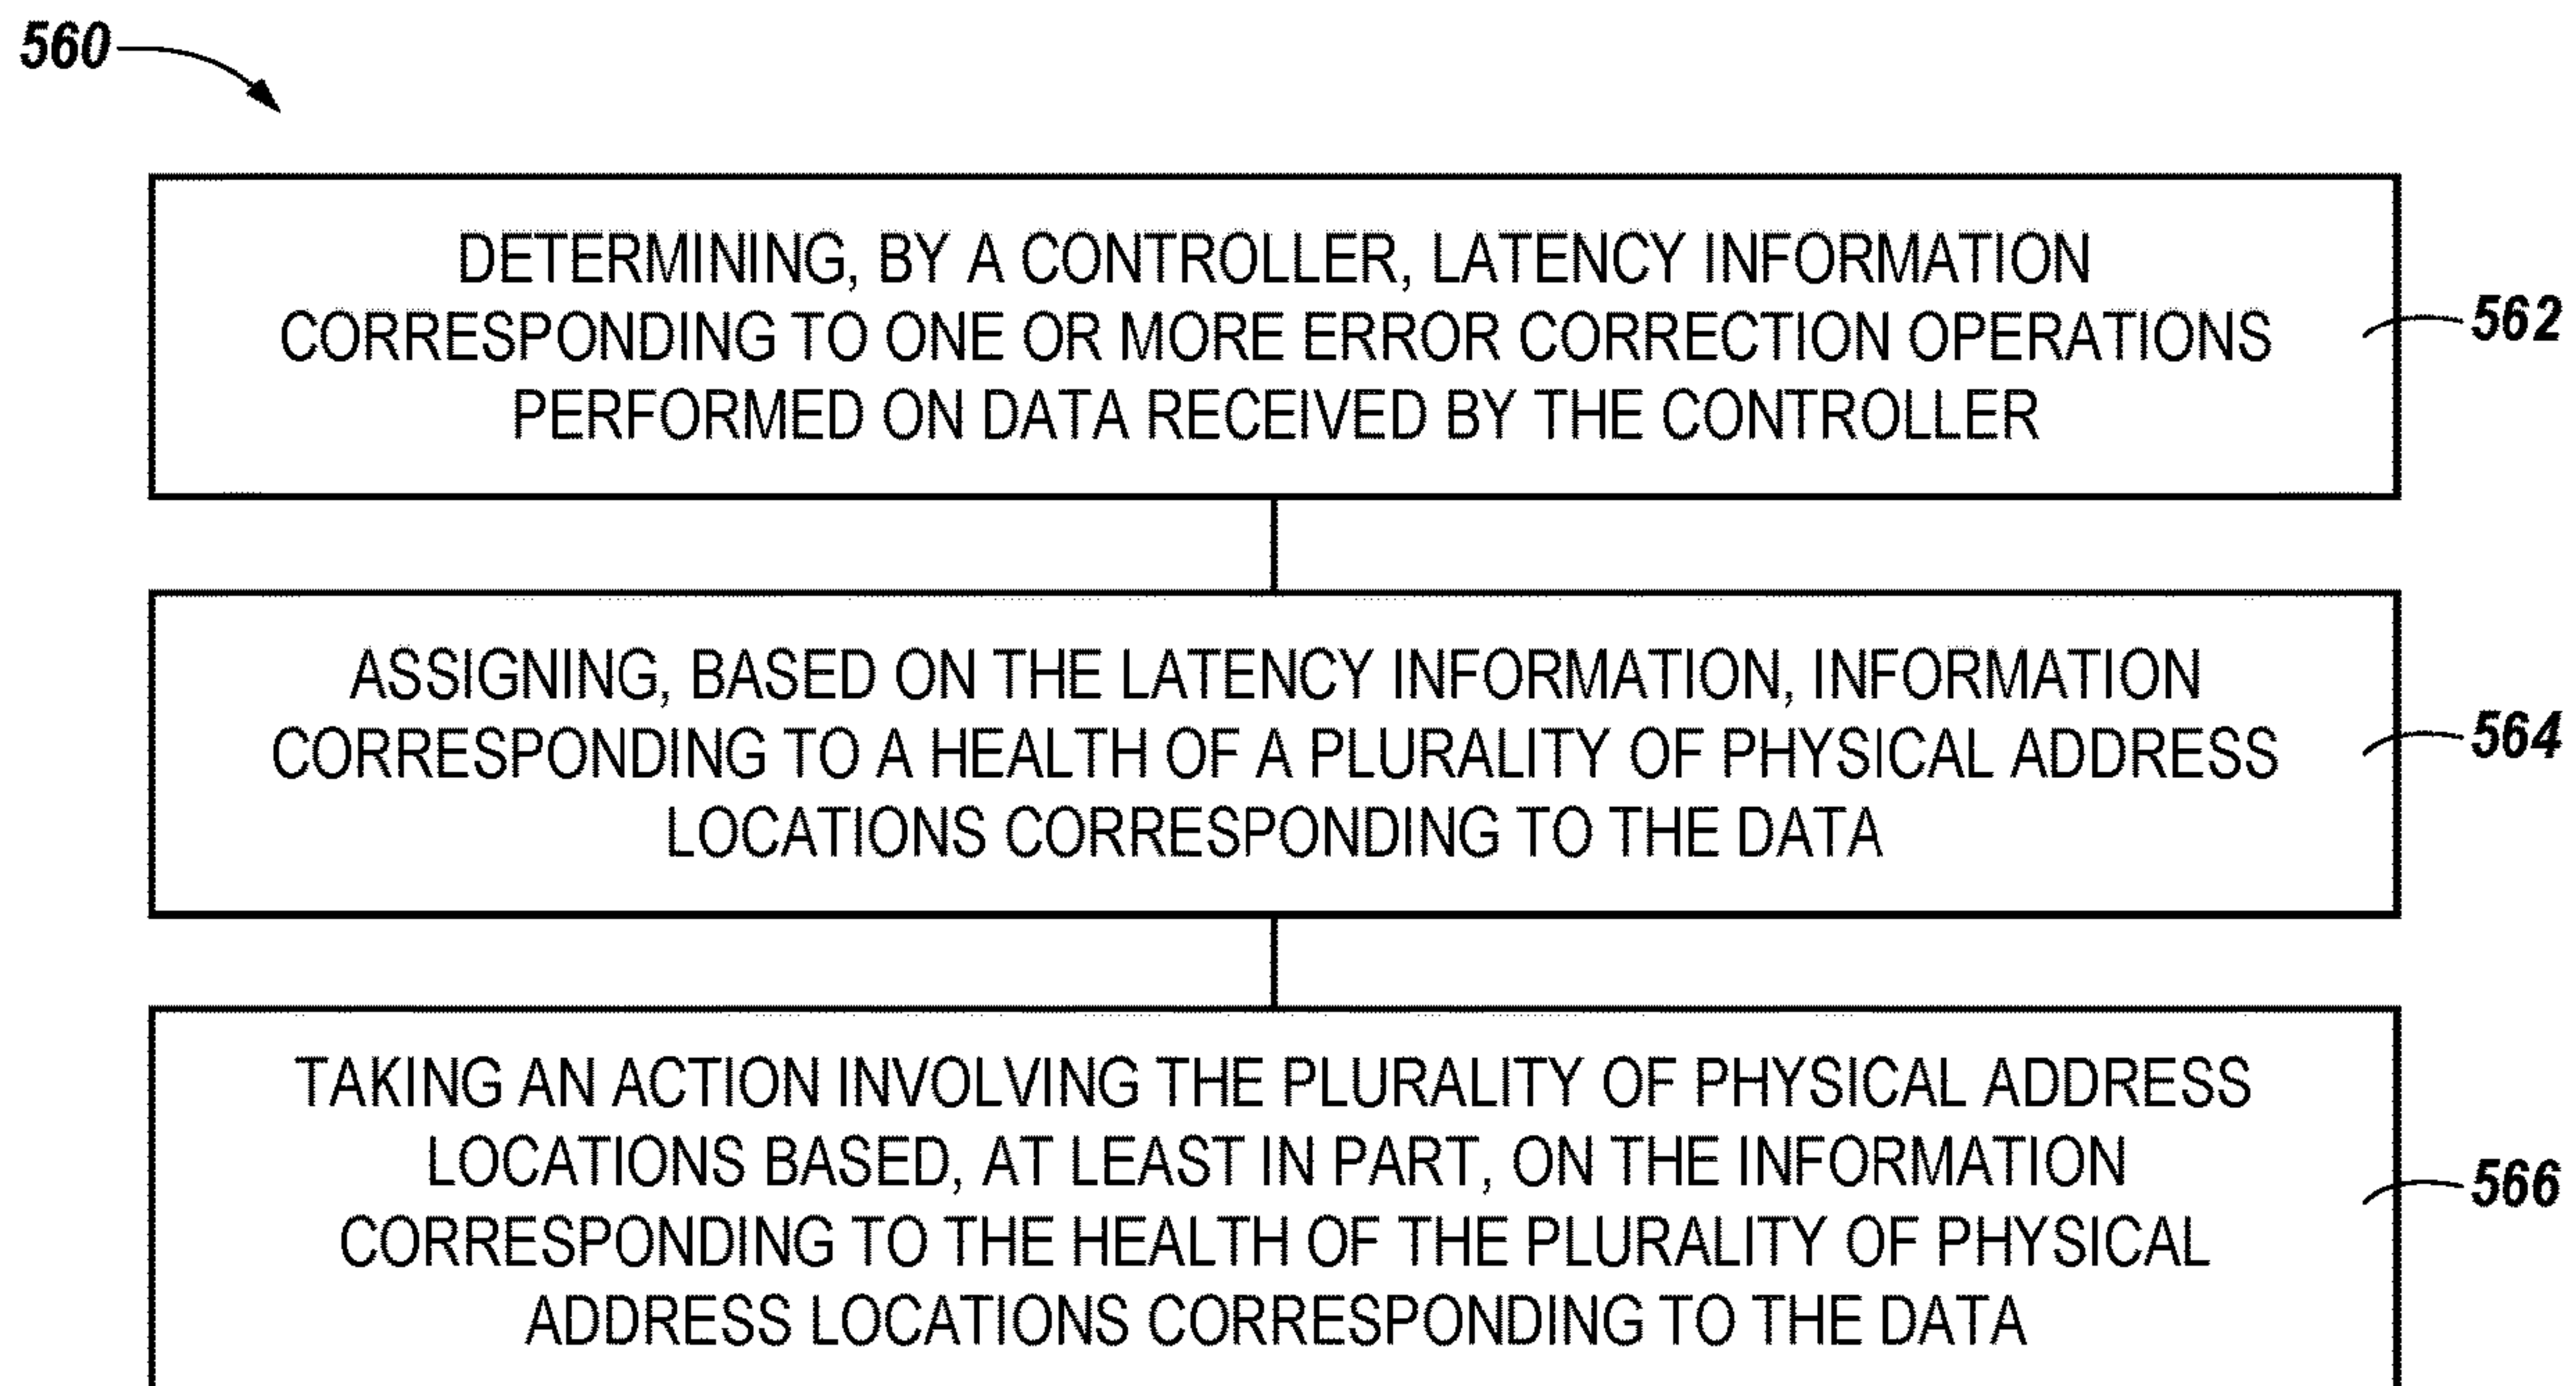 560
DETERMINING, BY A CONTROLLER, LATENCY INFORMATION
CORRESPONDING TO ONE OR MORE ERROR CORRECTION OPERATIONS
PERFORMED ON DATA RECEIVED BY THE CONTROLLER
562
ASSIGNING, BASED ON THE LATENCY INFORMATION, INFORMATION
CORRESPONDING TO A HEALTH OF A PLURALITY OF PHYSICAL ADDRESS
LOCATIONS CORRESPONDING TO THE DATA
564
TAKING AN ACTION INVOLVING THE PLURALITY OF PHYSICAL ADDRESS
LOCATIONS BASED, AT LEAST IN PART, ON THE INFORMATION
CORRESPONDING TO THE HEALTH OF THE PLURALITY OF PHYSICAL
ADDRESS LOCATIONS CORRESPONDING TO THE DATA
566